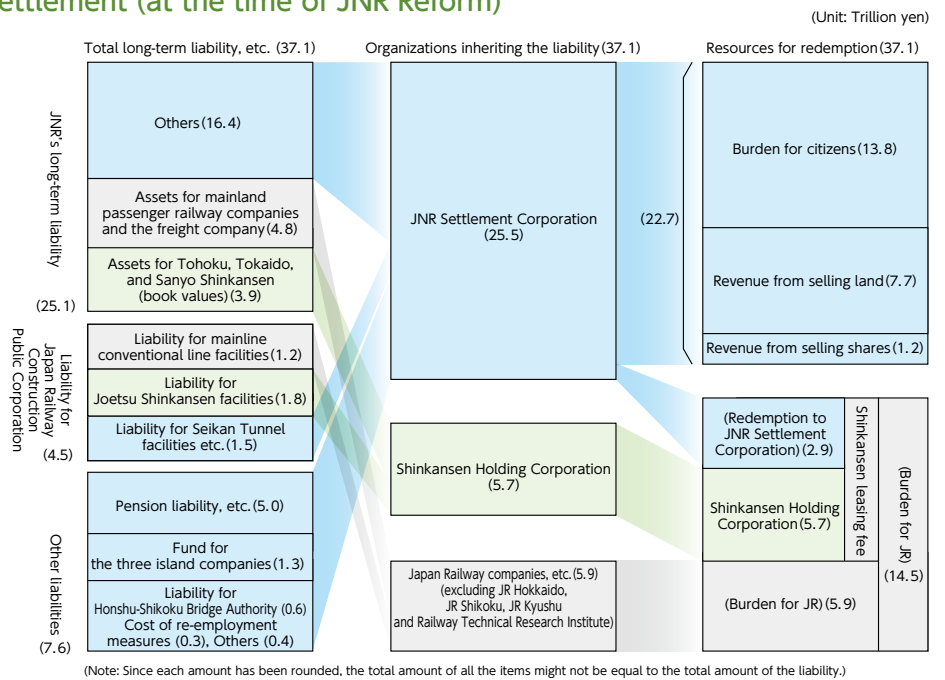 ettlement (at the time of JNR Reform)
(Unit: Trillion yen)
Total long-term liability, etc. (37.1)
Organizations inheriting the liability(37.1)
Resources for redemption(37.1)
JNR's long-term liability
(25.1)
Others(16.4)
Assets for mainland
passenger railway companies
and the freight company(4.8)
Assets for Tohoku, Tokaido,
and Sanyo Shinkansen
(book values)(3.9)
Liability for
Japan Railway
Construction
Public Corporation
(4.5)
Liability for mainline
conventional line facilities(1.2)
Liability for
Joetsu Shinkansen facilities(1.8)
Liability for Seikan Tunnel
facilities etc.(1.5)
Other liabilities
(7.6)
Pension liability, etc.(5.0)
Fund for
the three island companies(1.3)
Liability for
Honshu-Shikoku Bridge Authority (0.6)
Cost of re-employment
measures (0.3), Others (0.4)
JNR Settlement Corporation
(25.5)
Shinkansen Holding Corporation
(5.7)
Japan Railway companies, etc.(5.9)
(excluding JR Hokkaido,
JR Shikoku, JR Kyushu
and Railway Technical Research Institute)
(22.7)
Burden for citizens(13.8)
Revenue from selling land(7.7)
Revenue from selling shares(1.2)
(Redemption to
JNR Settlement
Corporation)(2.9)
Shinkansen Holding
Corporation(5.7)
Shinkansen leasing fee
(Burden for JR)(5.9)
(Burden for JR)
(14.5)
(Note: Since each amount has been rounded, the total amount of all the items might not be equal to the total amount of the liability.)